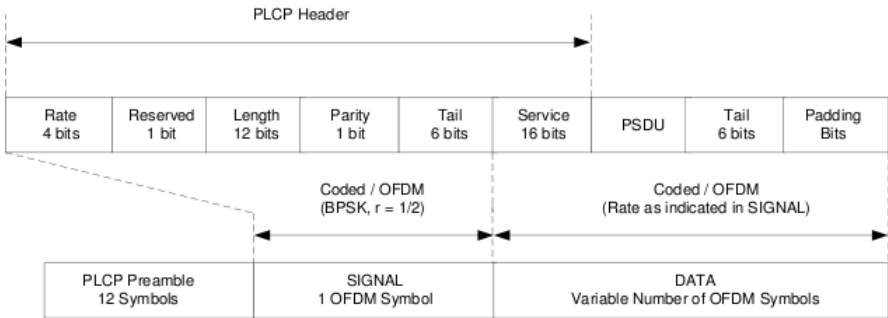 PLCP Header
Rate
4 bits
Reserved
1 bit
Length
12 bits
Parity
1 bit
Tail
6 bits
Service
16 bits
PSDU
Tail
6 bits
Padding
Bits
Coded / OFDM
(BPSK, r = 1/2)
Coded / OFDM
(Rate as indicated in SIGNAL)
PLCP Preamble
12 Symbols
SIGNAL
1 OFDM Symbol
DATA
Variable Number of OFDM Symbols